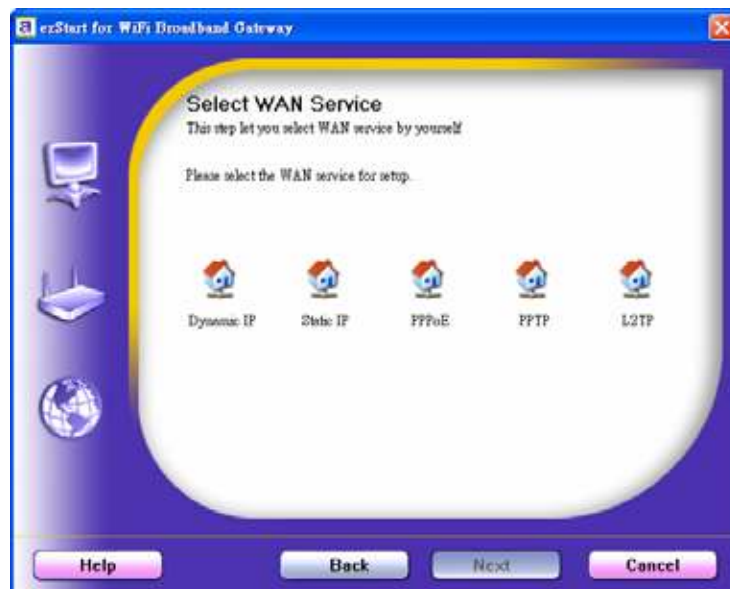 ezStart for WiFi Broadband Gateway
Select WAN Service
This step let you select WAN service by yourself
Please select the WAN service for setup.
Dynamic IP Static IP PPPoE PPTP L2TP
Help Back Next Cancel